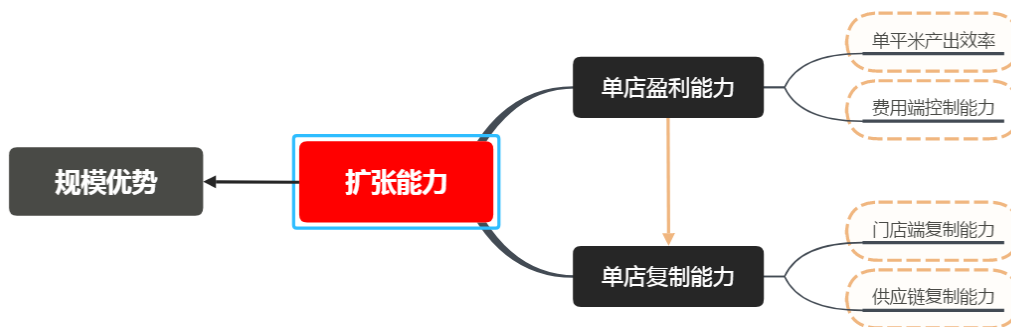 规模优势
扩张能力
单店盈利能力
单平米产出效率
费用端控制能力
单店复制能力
门店端复制能力
供应链复制能力